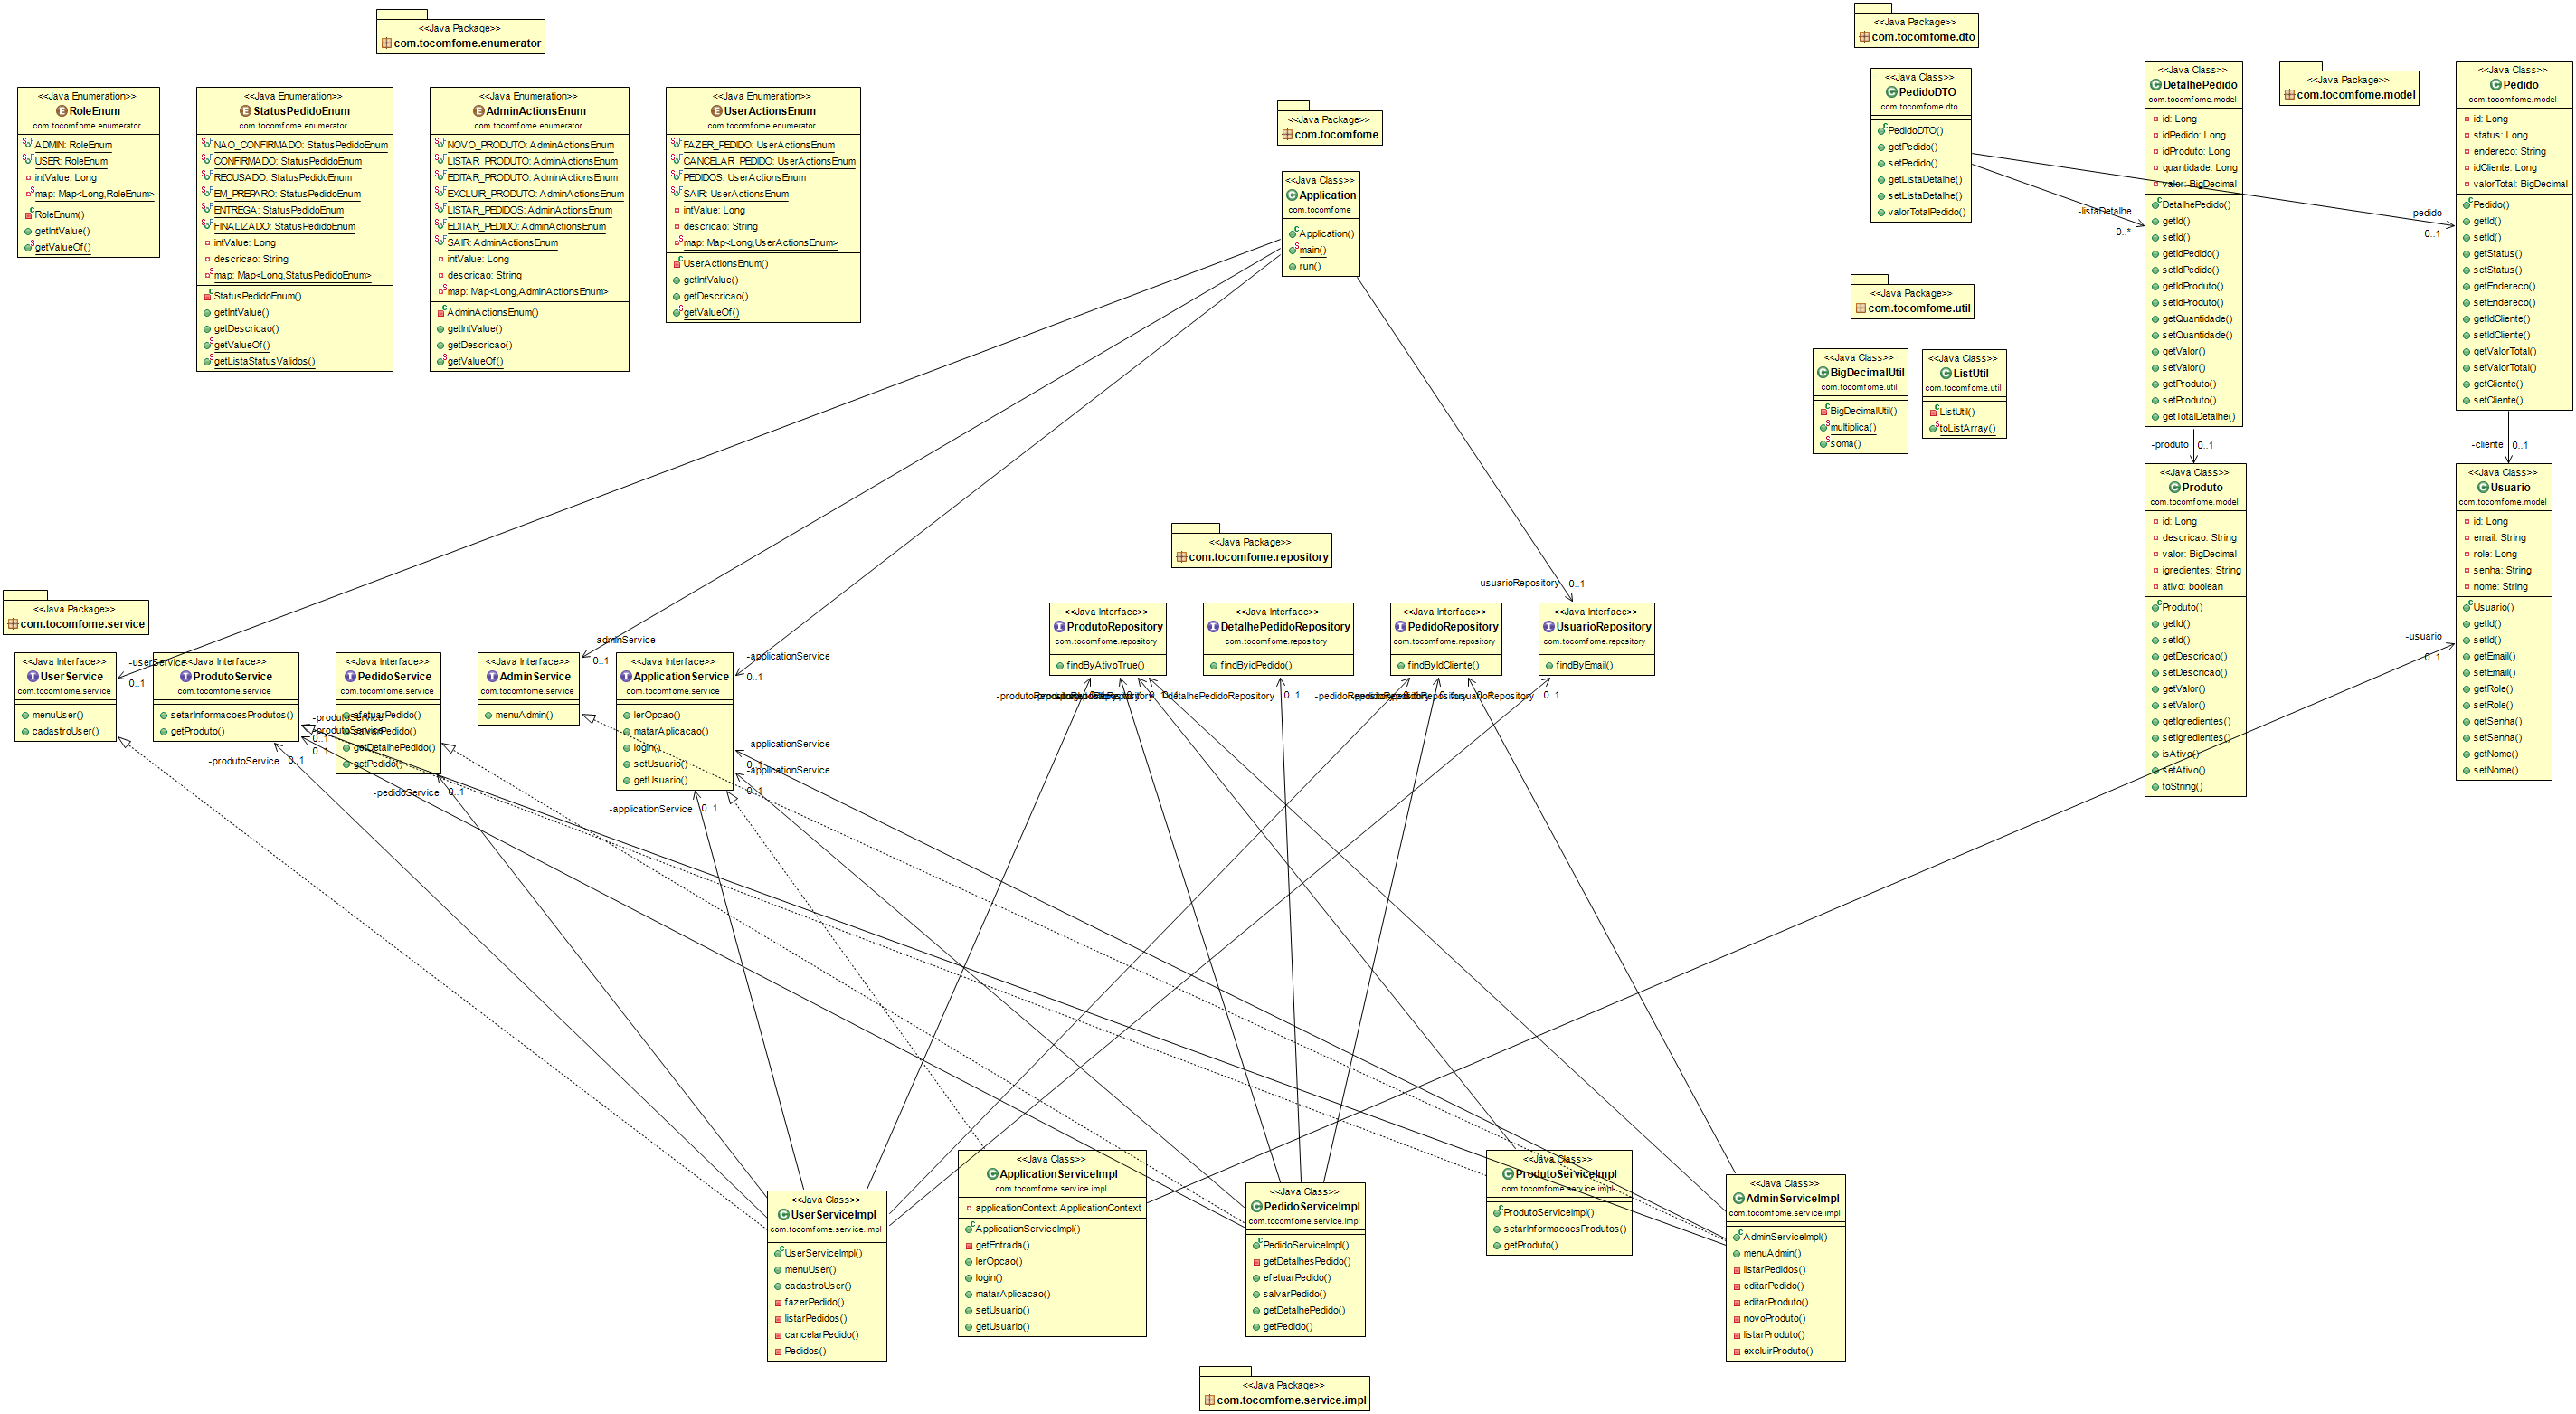 <<Java Package>>
com.tocomfome.enumerator
<<Java Enumeration>>
RoleEnum
com.tocomfome.enumerator
ADMIN: RoleEnum
USER: RoleEnum
intValue: Long
map: Map<Long,RoleEnum>
RoleEnum()
getIntValue()
getValueOf()
<<Java Enumeration>>
StatusPedidoEnum
com.tocomfome.enumerator
NAO_CONFIRMADO: StatusPedidoEnum
CONFIRMADO: StatusPedidoEnum
RECUSADO: StatusPedidoEnum
EM_PREPARO: StatusPedidoEnum
ENTREGA: StatusPedidoEnum
FINALIZADO: StatusPedidoEnum
intValue: Long
descricao: String
map: Map<Long,StatusPedidoEnum>
StatusPedidoEnum()
getIntValue()
getDescricao()
getValueOf()
getListaStatusValidos()
<<Java Enumeration>>
AdminActionsEnum
com.tocomfome.enumerator
NOVO_PRODUTO: AdminActionsEnum
LISTAR_PRODUTO: AdminActionsEnum
EDITAR_PRODUTO: AdminActionsEnum
EXCLUIR_PRODUTO: AdminActionsEnum
LISTAR_PEDIDOS: AdminActionsEnum
EDITAR_PEDIDO: AdminActionsEnum
SAIR: AdminActionsEnum
intValue: Long
descricao: String
map: Map<Long,AdminActionsEnum>
AdminActionsEnum()
getIntValue()
getDescricao()
getValueOf()
<<Java Enumeration>>
UserActionsEnum
com.tocomfome.enumerator
FAZER_PEDIDO: UserActionsEnum
CANCELAR_PEDIDO: UserActionsEnum
PEDIDOS: UserActionsEnum
SAIR: UserActionsEnum
intValue: Long
descricao: String
map: Map<Long,UserActionsEnum>
UserActionsEnum()
getIntValue()
getDescricao()
getValueOf()
<<Java Package>>
com.tocomfome
<<Java Class>>
Application
com.tocomfome
Application()
main()
run()
<<Java Package>>
com.tocomfome.dto
<<Java Class>>
PedidoDTO
com.tocomfome.dto
PedidoDTO()
getPedido()
setPedido()
getListaDetalhe()
setListaDetalhe()
valorTotalPedido()
-listaDetalhe
0..*
-pedido
0..1
<<Java Class>>
DetalhePedido
com.tocomfome.model
id: Long
idPedido: Long
idProduto: Long
quantidade: Long
valor: BigDecimal
DetalhePedido()
getId()
setId()
getIdPedido()
setIdPedido()
getIdProduto()
setIdProduto()
getQuantidade()
setQuantidade()
getValor()
setValor()
getProduto()
setProduto()
getTotalDetalhe()
-produto 0..1
<<Java Package>>
com.tocomfome.model
<<Java Class>>
Pedido
com.tocomfome.model
id: Long
status: Long
endereco: String
idCliente: Long
valorTotal: BigDecimal
Pedido()
getId()
setId()
getStatus()
setStatus()
getEndereco()
setEndereco()
getIdCliente()
setIdCliente()
getValorTotal()
setValorTotal()
getCliente()
setCliente()
-cliente 0..1
<<Java Package>>
com.tocomfome.util
<<Java Class>>
BigDecimalUtil
com.tocomfome.util
BigDecimalUtil()
multiplica()
soma()
<<Java Class>>
ListUtil
com.tocomfome.util
ListUtil()
toListArray()
<<Java Class>>
Produto
com.tocomfome.model
id: Long
descricao: String
valor: BigDecimal
igredientes: String
ativo: boolean
Produto()
getId()
setId()
getDescricao()
setDescricao()
getValor()
setValor()
getIgredientes()
setIgredientes()
isAtivo()
setAtivo()
toString()
<<Java Class>>
Usuario
com.tocomfome.model
id: Long
email: String
role: Long
senha: String
nome: String
Usuario()
getId()
setId()
getEmail()
setEmail()
getRole()
setRole()
getSenha()
setSenha()
getNome()
setNome()
-usuario
0..1
<<Java Package>>
com.tocomfome.repository
-usuarioRepository 0..1
<<Java Interface>>
ProdutoRepository
com.tocomfome.repository
findByAtivoTrue()
<<Java Interface>>
DetalhePedidoRepository
com.tocomfome.repository
findByidPedido()
<<Java Interface>>
PedidoRepository
com.tocomfome.repository
findByIdCliente()
<<Java Interface>>
UsuarioRepository
com.tocomfome.repository
findByEmail()
-detalhePedidoRepository 0..1
0..1
<<Java Package>>
com.tocomfome.service
<<Java Interface>>
UserService
com.tocomfome.service
menuUser()
cadastroUser()
-userService
0..1
<<Java Interface>>
ProdutoService
com.tocomfome.service
setarInformacoesProdutos()
getProduto()
-produtoService
0..1
-produtoService
0..1
-produtoService 0..1
<<Java Interface>>
PedidoService
com.tocomfome.service
efetuarPedido()
salvarPedido()
getDetalhePedido()
getPedido()
-pedidoService 0..1
<<Java Interface>>
AdminService
com.tocomfome.service
menuAdmin()
-adminService
0..1
<<Java Interface>>
ApplicationService
com.tocomfome.service
lerOpcao()
matarAplicacao()
login()
setUsuario()
getUsuario()
-applicationService
0..1
-applicationService
0..1
-applicationService
0..1
-applicationService 0..1
<<Java Class>>
UserServiceImpl
com.tocomfome.service.impl
UserServiceImpl()
menuUser()
cadastroUser()
fazerPedido()
listarPedidos()
cancelarPedido()
Pedidos()
<<Java Class>>
ApplicationServiceImpl
com.tocomfome.service.impl
applicationContext: ApplicationContext
ApplicationServiceImpl()
getEntrada()
lerOpcao()
login()
matarAplicacao()
setUsuario()
getUsuario()
<<Java Class>>
PedidoServiceImpl
com.tocomfome.service.impl
PedidoServiceImpl()
getDetalhesPedido()
efetuarPedido()
salvarPedido()
getDetalhePedido()
getPedido()
<<Java Class>>
ProdutoServiceImpl
com.tocomfome.service.impl
ProdutoServiceImpl()
setarInformacoesProdutos()
getProduto()
<<Java Class>>
AdminServiceImpl
com.tocomfome.service.impl
AdminServiceImpl()
menuAdmin()
listarPedidos()
editarPedido()
editarProduto()
novoProduto()
listarProduto()
excluirProduto()
<<Java Package>>
com.tocomfome.service.impl